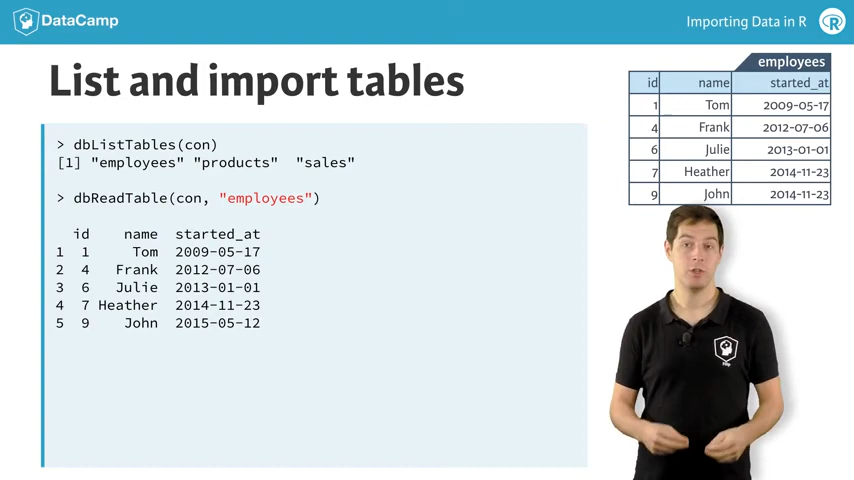 DataCamp
Importing Data in R
R
List and import tables
employees
id name started_at
1 Tom 2009-05-17
4 Frank 2012-07-06
6 Julie 2013-01-01
7 Heather 2014-11-23
9 John 2014-11-23
> dbListTables(con)
[1] "employees" "products"  "sales"
> dbReadTable(con, "employees")
id name started_at
1 1 Tom 2009-05-17
2 4 Frank 2012-07-06
3 6 Julie 2013-01-01
4 7 Heather 2014-11-23
5 9 John 2015-05-12
Filip